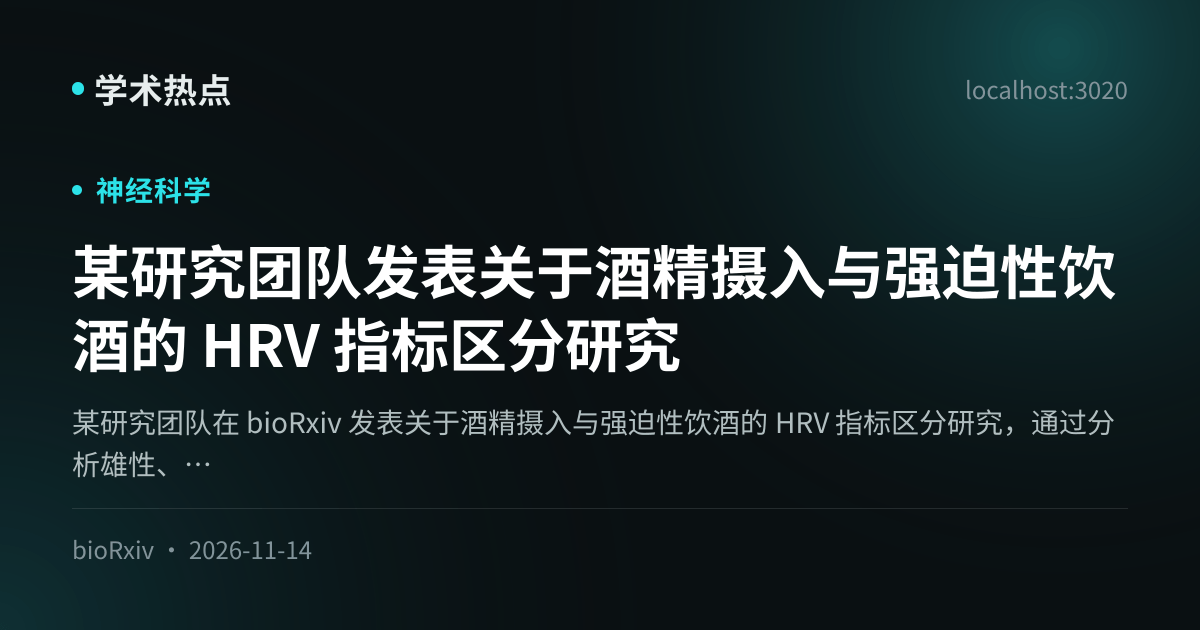 学术热点
localhost:3020
神经科学
某研究团队发表关于酒精摄入与强迫性饮
酒的 HRV 指标区分研究
某研究团队在 bioRxiv 发表关于酒精摄入与强迫性饮酒的 HRV 指标区分研究，通过分
析雄性、…
bioRxiv • 2026-11-14